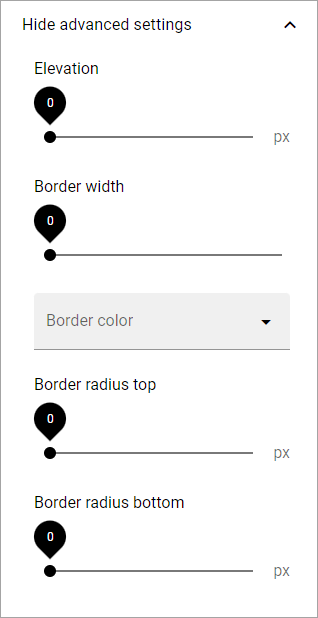 Hide advanced settings
Elevation
0
px
Border width
0
Border color
Border radius top
0
px
Border radius bottom
0
px